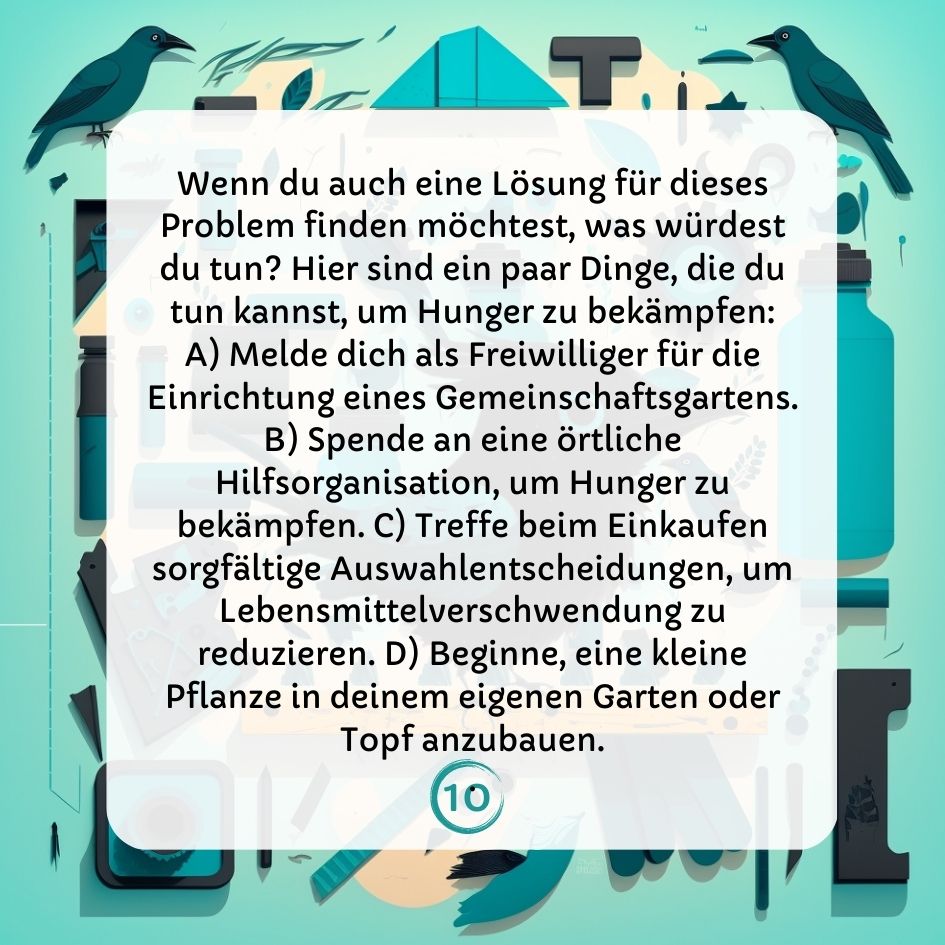 Wenn du auch eine Lösung für dieses
Problem finden möchtest, was würdest
du tun? Hier sind ein paar Dinge, die du
tun kannst, um Hunger zu bekämpfen:
A) Melde dich als Freiwilliger für die
Einrichtung eines Gemeinschaftsgartens.
B) Spende an eine örtliche
Hilfsorganisation, um Hunger zu
bekämpfen. C) Treffe beim Einkaufen
sorgfältige Auswahlentscheidungen, um
Lebensmittelverschwendung zu
reduzieren. D) Beginne, eine kleine
Pflanze in deinem eigenen Garten oder
Topf anzubauen.
10